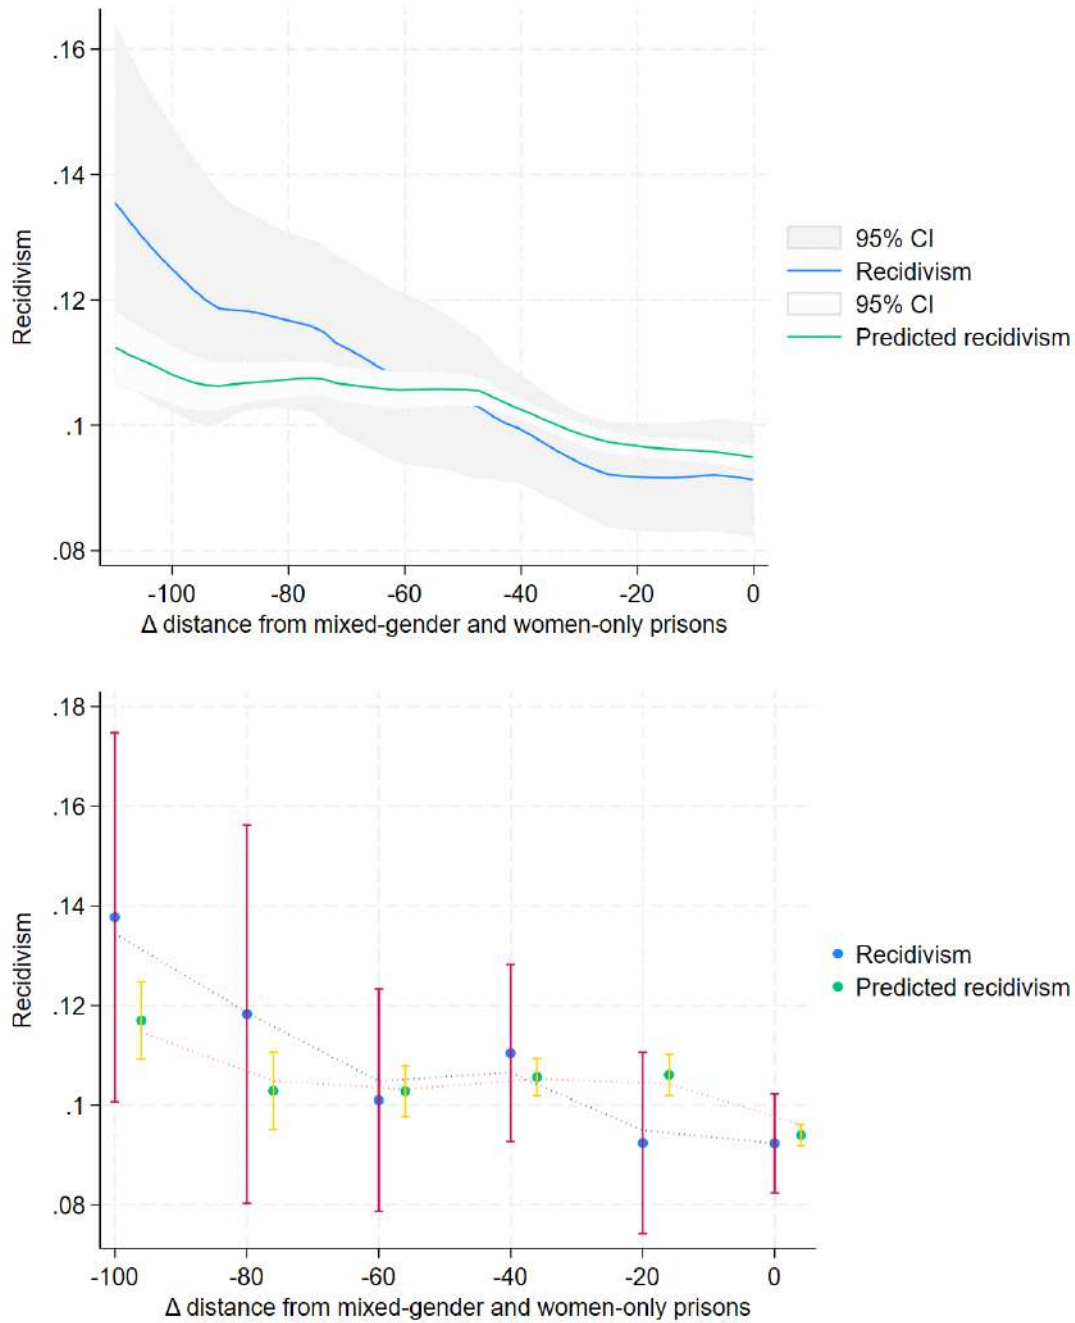 .16
.14
.12
.1
.08
Recidivism
-100 -80 -60 -40 -20 0
Δ distance from mixed-gender and women-only prisons
95% CI
Recidivism
95% CI
Predicted recidivism
.18
.16
.14
.12
.1
.08
Recidivism
-100 -80 -60 -40 -20 0
Δ distance from mixed-gender and women-only prisons
Recidivism
Predicted recidivism